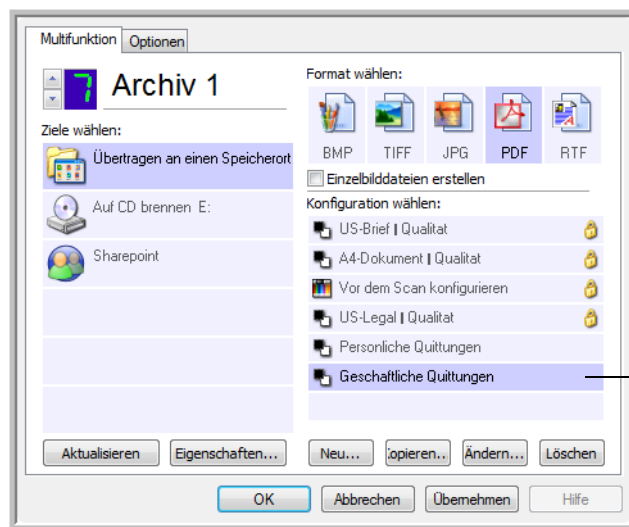 Multifunktion Optionen
7 Archiv 1
Ziele wählen:
Übertragen an einen Speicherort
Auf CD brennen E:
Sharepoint
Format wählen:
BMP TIFF JPG PDF RTF
Einzelbilddateien erstellen
Konfiguration wählen:
US-Brief | Qualitat
A4-Dokument | Qualitat
Vor dem Scan konfigurieren
US-Legal | Qualitat
Personliche Quittungen
Geschaftliche Quittungen
Aktualisieren Eigenschaften... Neu... opieren.. Ändern... Löschen
OK Abbrechen Übernehmen Hilfe